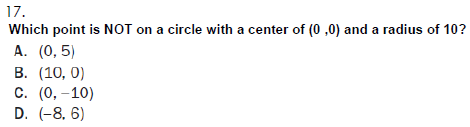 17.
Which point is NOT on a circle with a center of (0 ,0) and a radius of 10?
A. (0, 5)
B. (10, 0)
C. (0, –10)
D. (–8, 6)